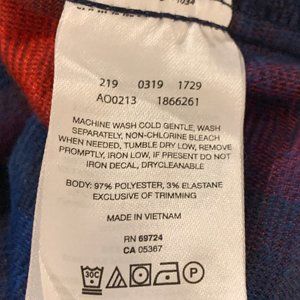 219 0319 1729
AO0213 1866261
MACHINE WASH COLD GENTLE, WASH
SEPARATELY, NON-CHLORINE BLEACH
WHEN NEEDED, TUMBLE DRY LOW, REMOVE
PROMPTLY, IRON LOW, IF PRESENT DO NOT
IRON DECAL, DRYCLEANABLE
BODY: 97% POLYESTER, 3% ELASTANE
EXCLUSIVE OF TRIMMING
MADE IN VIETNAM
RN 69724
CA 05367
30C P